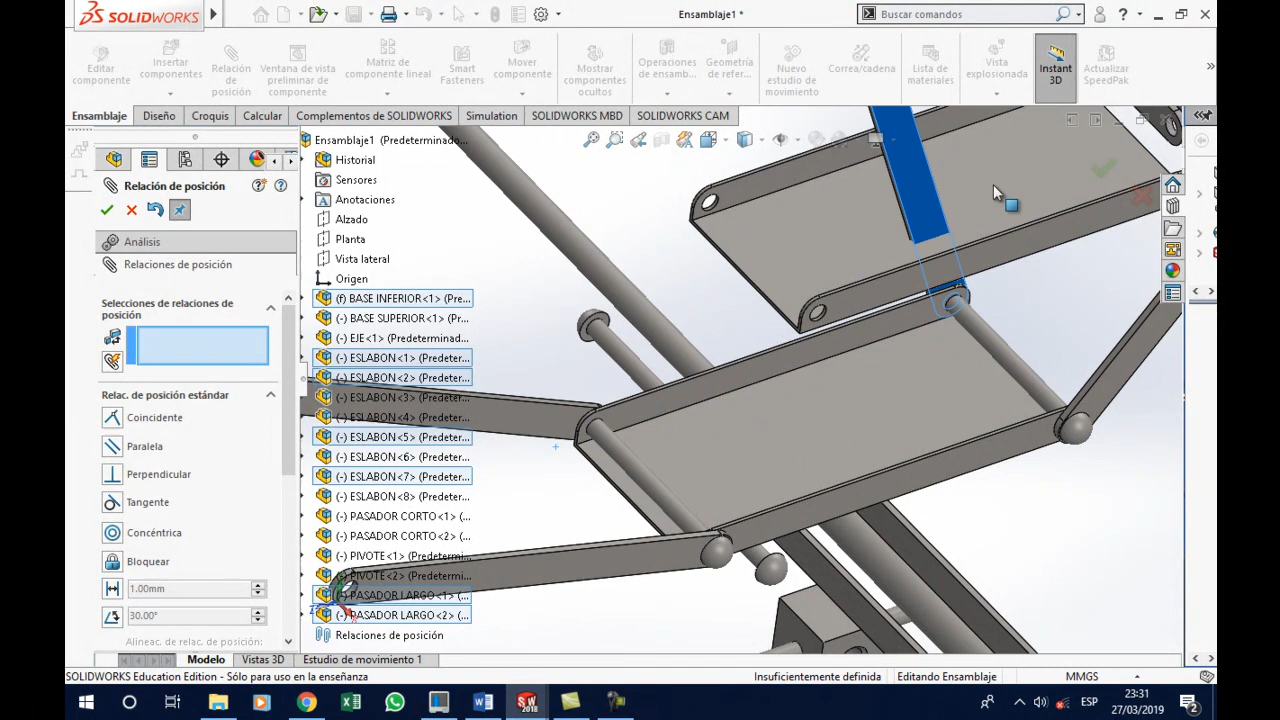 SOLIDWORKS
Ensamblaje1 *
Buscar comandos
Editar componente
Insertar componentes
Relación de posición
Ventana de vista preliminar de componente
Matriz de componente lineal
Smart Fasteners
Mover componente
Mostrar componentes ocultos
Operaciones de ensamb...
Geometría de refer...
Nuevo estudio de movimiento
Correa/cadena
Lista de materiales
Vista explosionada
Instant 3D
Actualizar SpeedPak
Ensamblaje
Diseño
Croquis
Calcular
Complementos de SOLIDWORKS
Simulation
SOLIDWORKS MBD
SOLIDWORKS CAM
Relación de posición
Análisis
Relaciones de posición
Selecciones de relaciones de
posición
Relac. de posición estándar
Coincidente
Paralela
Perpendicular
Tangente
Concéntrica
Bloquear
1.00mm
30.00°
Alineac. de relac. de posición:
Ensamblaje1 (Predeterminado...
Historial
Sensores
Anotaciones
Alzado
Planta
Vista lateral
Origen
(f) BASE INFERIOR<1> (Pre...
(-) BASE SUPERIOR<1> (Pr...
(-) EJE<1> (Predeterminad...
(-) ESLABON<1> (Predeter...
(-) ESLABON<2> (Predeter...
(-) ESLABON<3> (Predeter...
(-) ESLABON<4> (Predeter...
(-) ESLABON<5> (Predeter...
(-) ESLABON<6> (Predeter...
(-) ESLABON<7> (Predeter...
(-) ESLABON<8> (Predeter...
(-) PASADOR CORTO<1> (...
(-) PASADOR CORTO<2> (...
(-) PIVOTE<1> (Predetermi...
(-) PIVOTE<2> (Predetermi...
(-) PASADOR LARGO<1> (...
(-) PASADOR LARGO<2> (...
Relaciones de posición
Modelo
Vistas 3D
Estudio de movimiento 1
SOLIDWORKS Education Edition - Sólo para uso en la enseñanza
Insuficientemente definida
Editando Ensamblaje
MMGS
ESP
23:31
27/03/2019
2